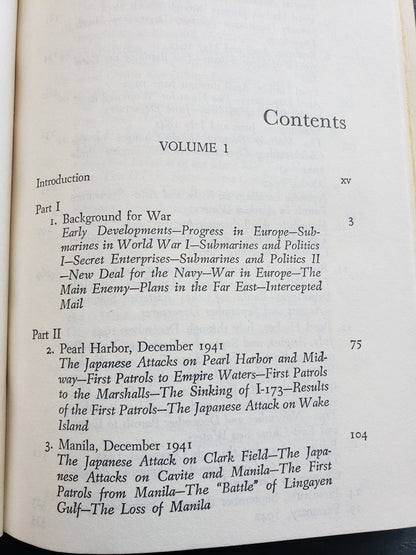 Contents
VOLUME 1
Introduction xv
Part I
1. Background for War 3
Early Developments—Progress in Europe—Sub-
marines in World War I—Submarines and Politics
I—Secret Enterprises—Submarines and Politics II
—New Deal for the Navy—War in Europe—The
Main Enemy—Plans in the Far East—Intercepted
Mail
Part II
2. Pearl Harbor, December 1941 75
The Japanese Attacks on Pearl Harbor and Mid-
way—First Patrols to Empire Waters—First Patrols
to the Marshalls—The Sinking of I-173—Results
of the First Patrols—The Japanese Attack on Wake
Island
3. Manila, December 1941 104
The Japanese Attack on Clark Field—The Japa-
nese Attacks on Cavite and Manila—The First
Patrols from Manila—The "Battle" of Lingayen
Gulf—The Loss of Manila